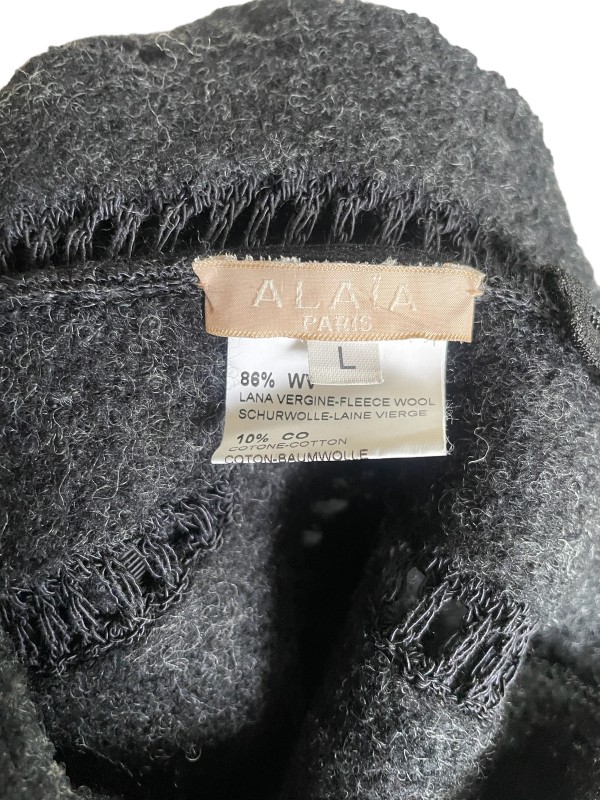 ALAÏA
PARIS
L
86% WV
LANA VERGINE-FLEECE WOOL
SCHURWOLLE-LAINE VIERGE
10% CO
COTONE-COTTON
COTON-BAUMWOLLE